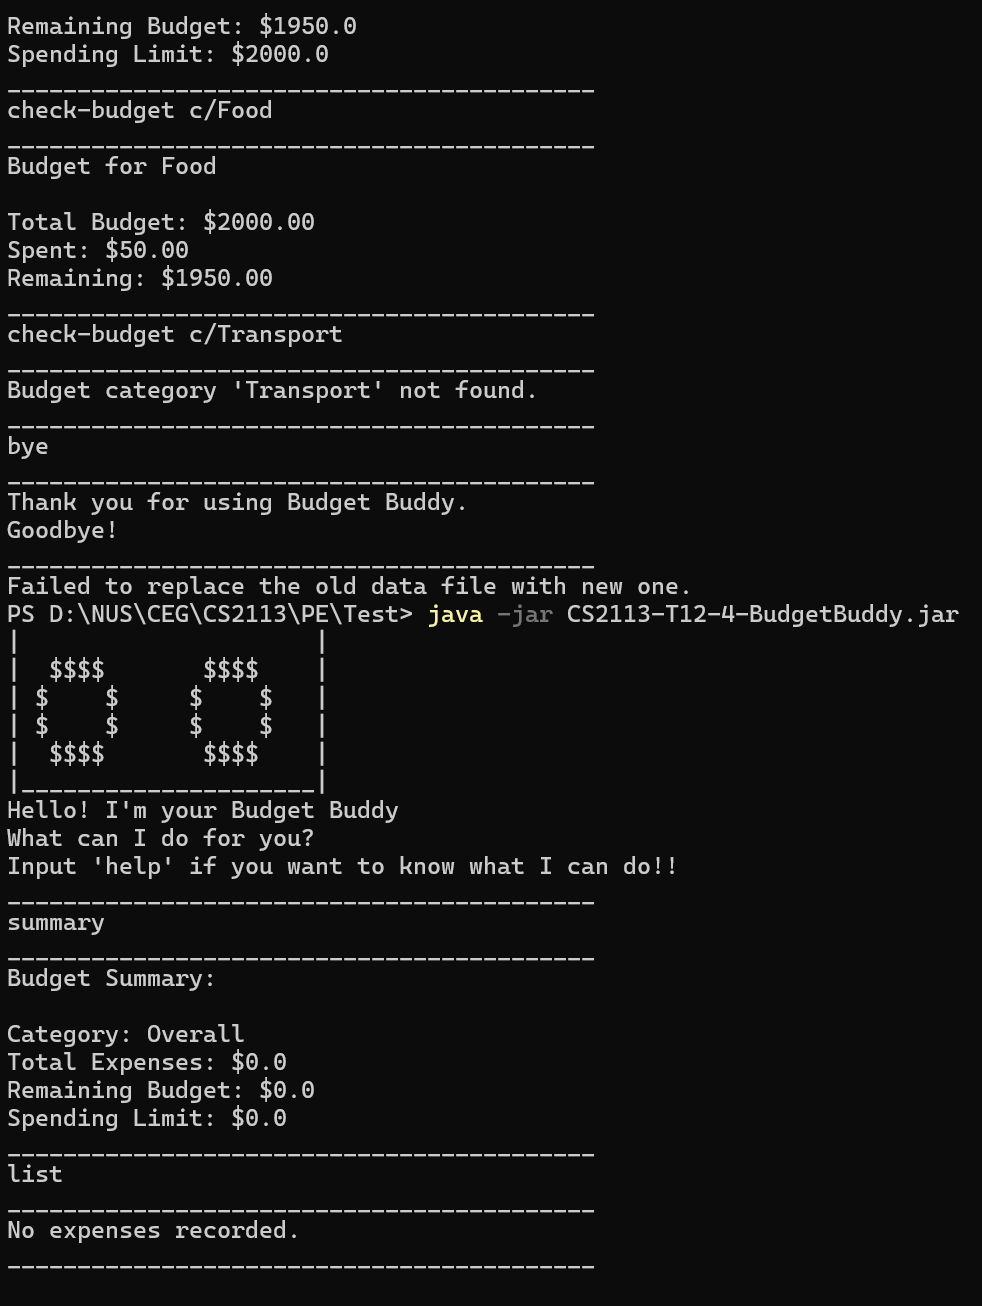 Remaining Budget: $1950.0
Spending Limit: $2000.0
__________________________________________
check-budget c/Food
__________________________________________
Budget for Food

Total Budget: $2000.00
Spent: $50.00
Remaining: $1950.00
__________________________________________
check-budget c/Transport
__________________________________________
Budget category 'Transport' not found.
__________________________________________
bye
__________________________________________
Thank you for using Budget Buddy.
Goodbye!
__________________________________________
Failed to replace the old data file with new one.
PS D:\NUS\CEG\CS2113\PE\Test> java -jar CS2113-T12-4-BudgetBuddy.jar
|                     |
|  $$$$       $$$$    |
| $    $     $    $   |
| $    $     $    $   |
|  $$$$       $$$$    |
|_____________________|
Hello! I'm your Budget Buddy
What can I do for you?
Input 'help' if you want to know what I can do!!
__________________________________________
summary
__________________________________________
Budget Summary:

Category: Overall
Total Expenses: $0.0
Remaining Budget: $0.0
Spending Limit: $0.0
__________________________________________
list
__________________________________________
No expenses recorded.
__________________________________________